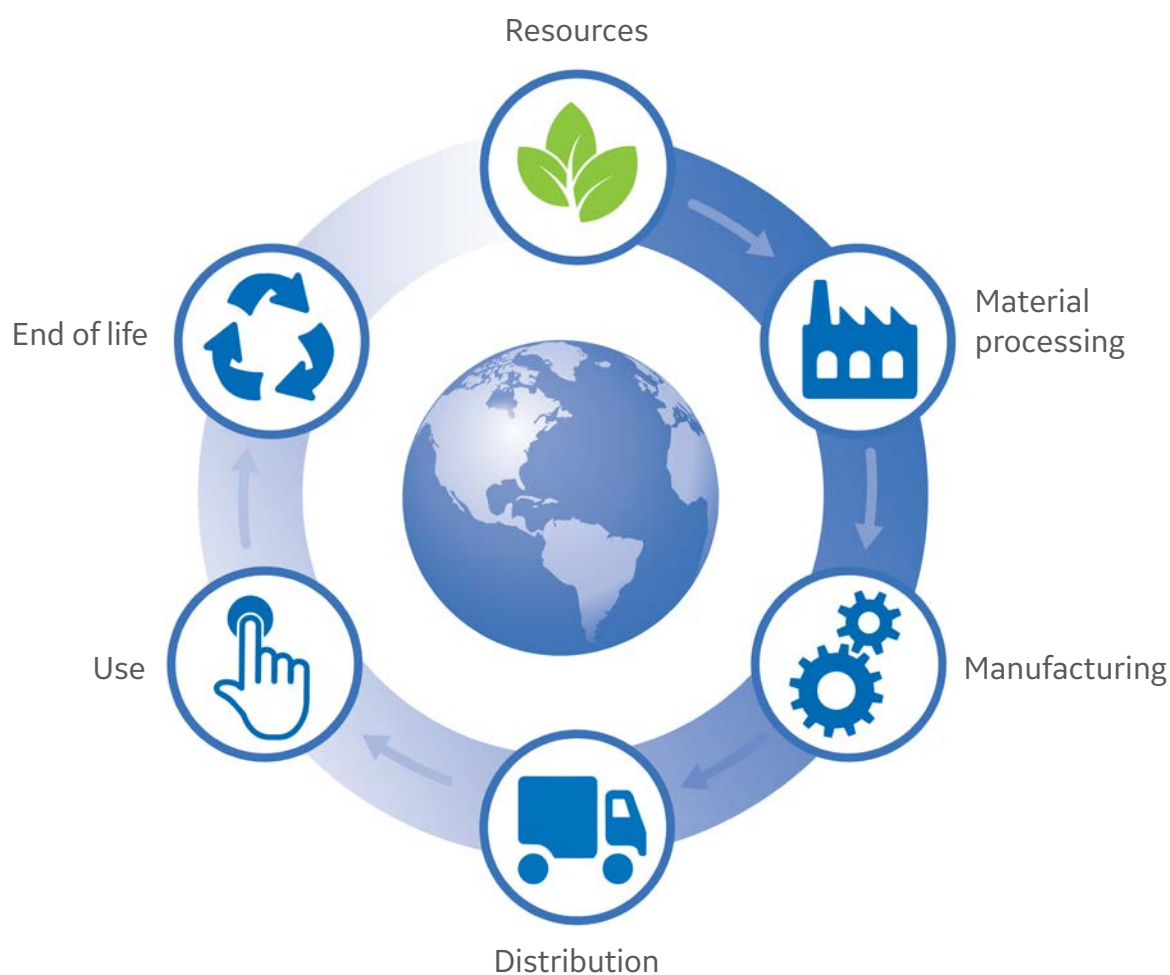 Resources
Material
processing
End of life
Use
Manufacturing
Distribution